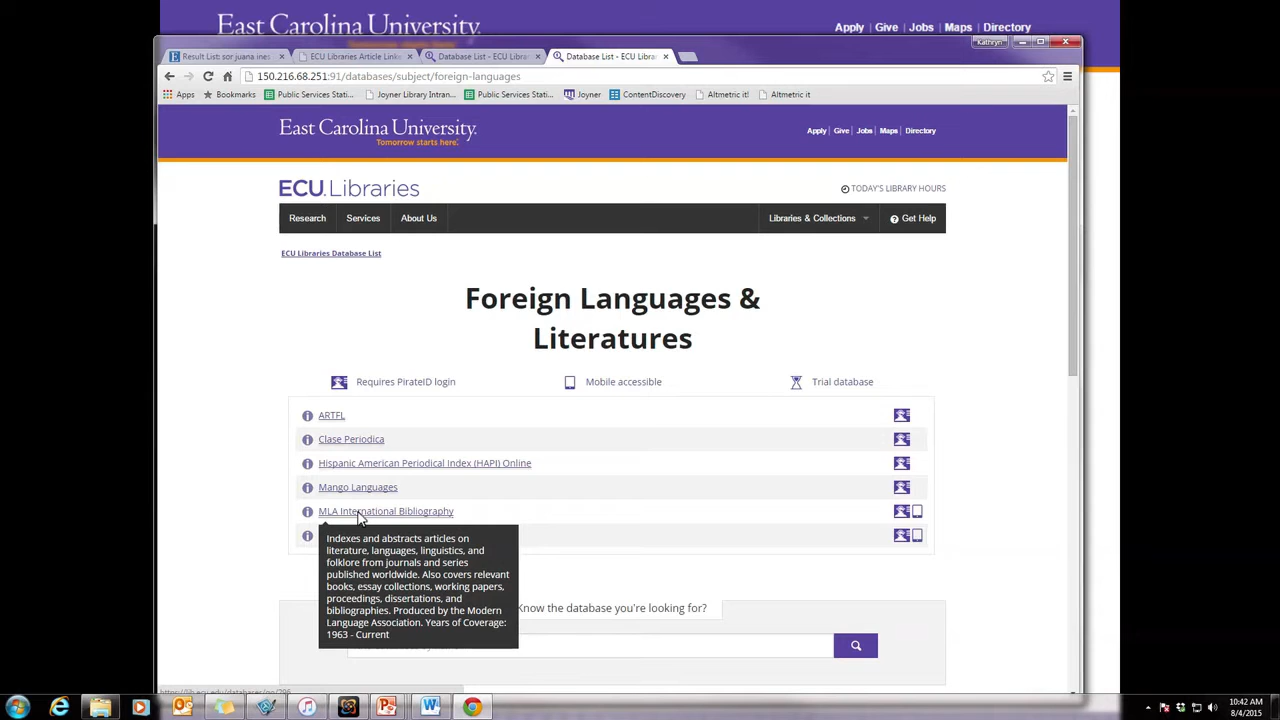 East Carolina University
Apply Give Jobs Maps Directory
Kathryn
Result List: sor juana ines
ECU Libraries Article Link
Database List - ECU Librar
Database List - ECU Librar
150.216.68.251:91/databases/subject/foreign-languages
Apps Bookmarks Public Services Stati... Joyner Library Intran... Public Services Stati... Joyner ContentDiscovery Altmetric it! Altmetric it
East Carolina University.
Tomorrow starts here.
Apply Give Jobs Maps Directory
ECU Libraries
TODAY'S LIBRARY HOURS
Research Services About Us Libraries & Collections Get Help
ECU Libraries Database List
Foreign Languages &
Literatures
Requires PirateID login Mobile accessible Trial database
ARTFL
Clase Periodica
Hispanic American Periodical Index (HAPI) Online
Mango Languages
MLA International Bibliography
Indexes and abstracts articles on
literature, languages, linguistics, and
folklore from journals and series
published worldwide. Also covers relevant
books, essay collections, working papers,
proceedings, dissertations, and
bibliographies. Produced by the Modern
Language Association. Years of Coverage:
1963 - Current
Know the database you're looking for?
10:42 AM
8/4/2015